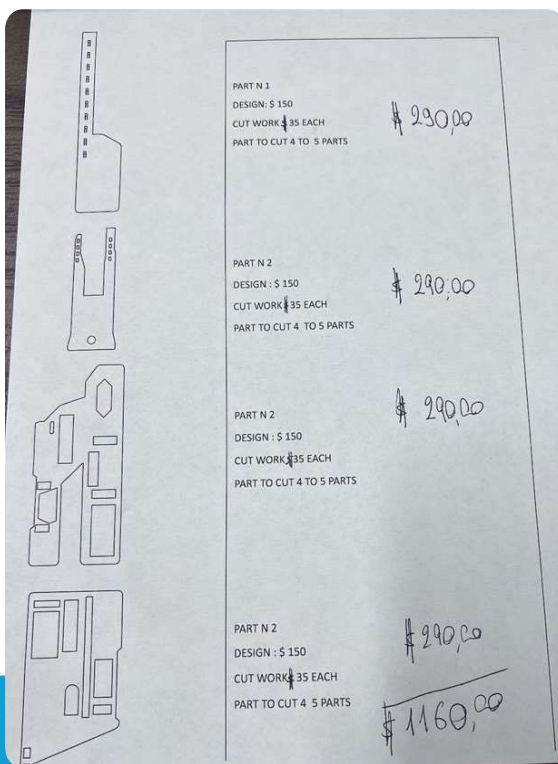 PART N 1
DESIGN: $ 150
CUT WORK $ 35 EACH
PART TO CUT 4 TO 5 PARTS
$ 290,00
PART N 2
DESIGN : $ 150
CUT WORK $ 35 EACH
PART TO CUT 4 TO 5 PARTS
$ 290,00
PART N 2
DESIGN : $ 150
CUT WORK $ 35 EACH
PART TO CUT 4 TO 5 PARTS
$ 290,00
PART N 2
DESIGN : $ 150
CUT WORK $ 35 EACH
PART TO CUT 4 5 PARTS
$ 290,00
$ 1160,00